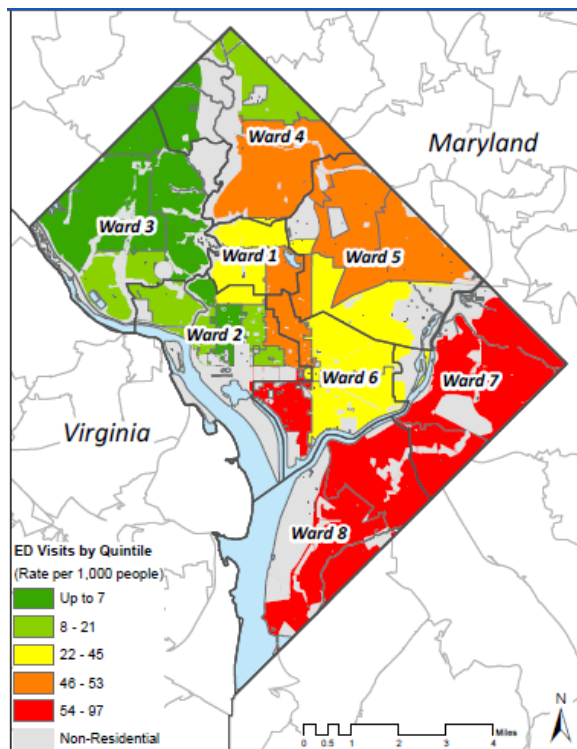 Ward 4
Maryland
Ward 3
Ward 1
Ward 5
Ward 2
Ward 6
Ward 7
Virginia
Ward 8
ED Visits by Quintile
(Rate per 1,000 people)
Up to 7
8 - 21
22 - 45
46 - 53
54 - 97
Non-Residential
N
Miles
0 0.5 1 2 3 4